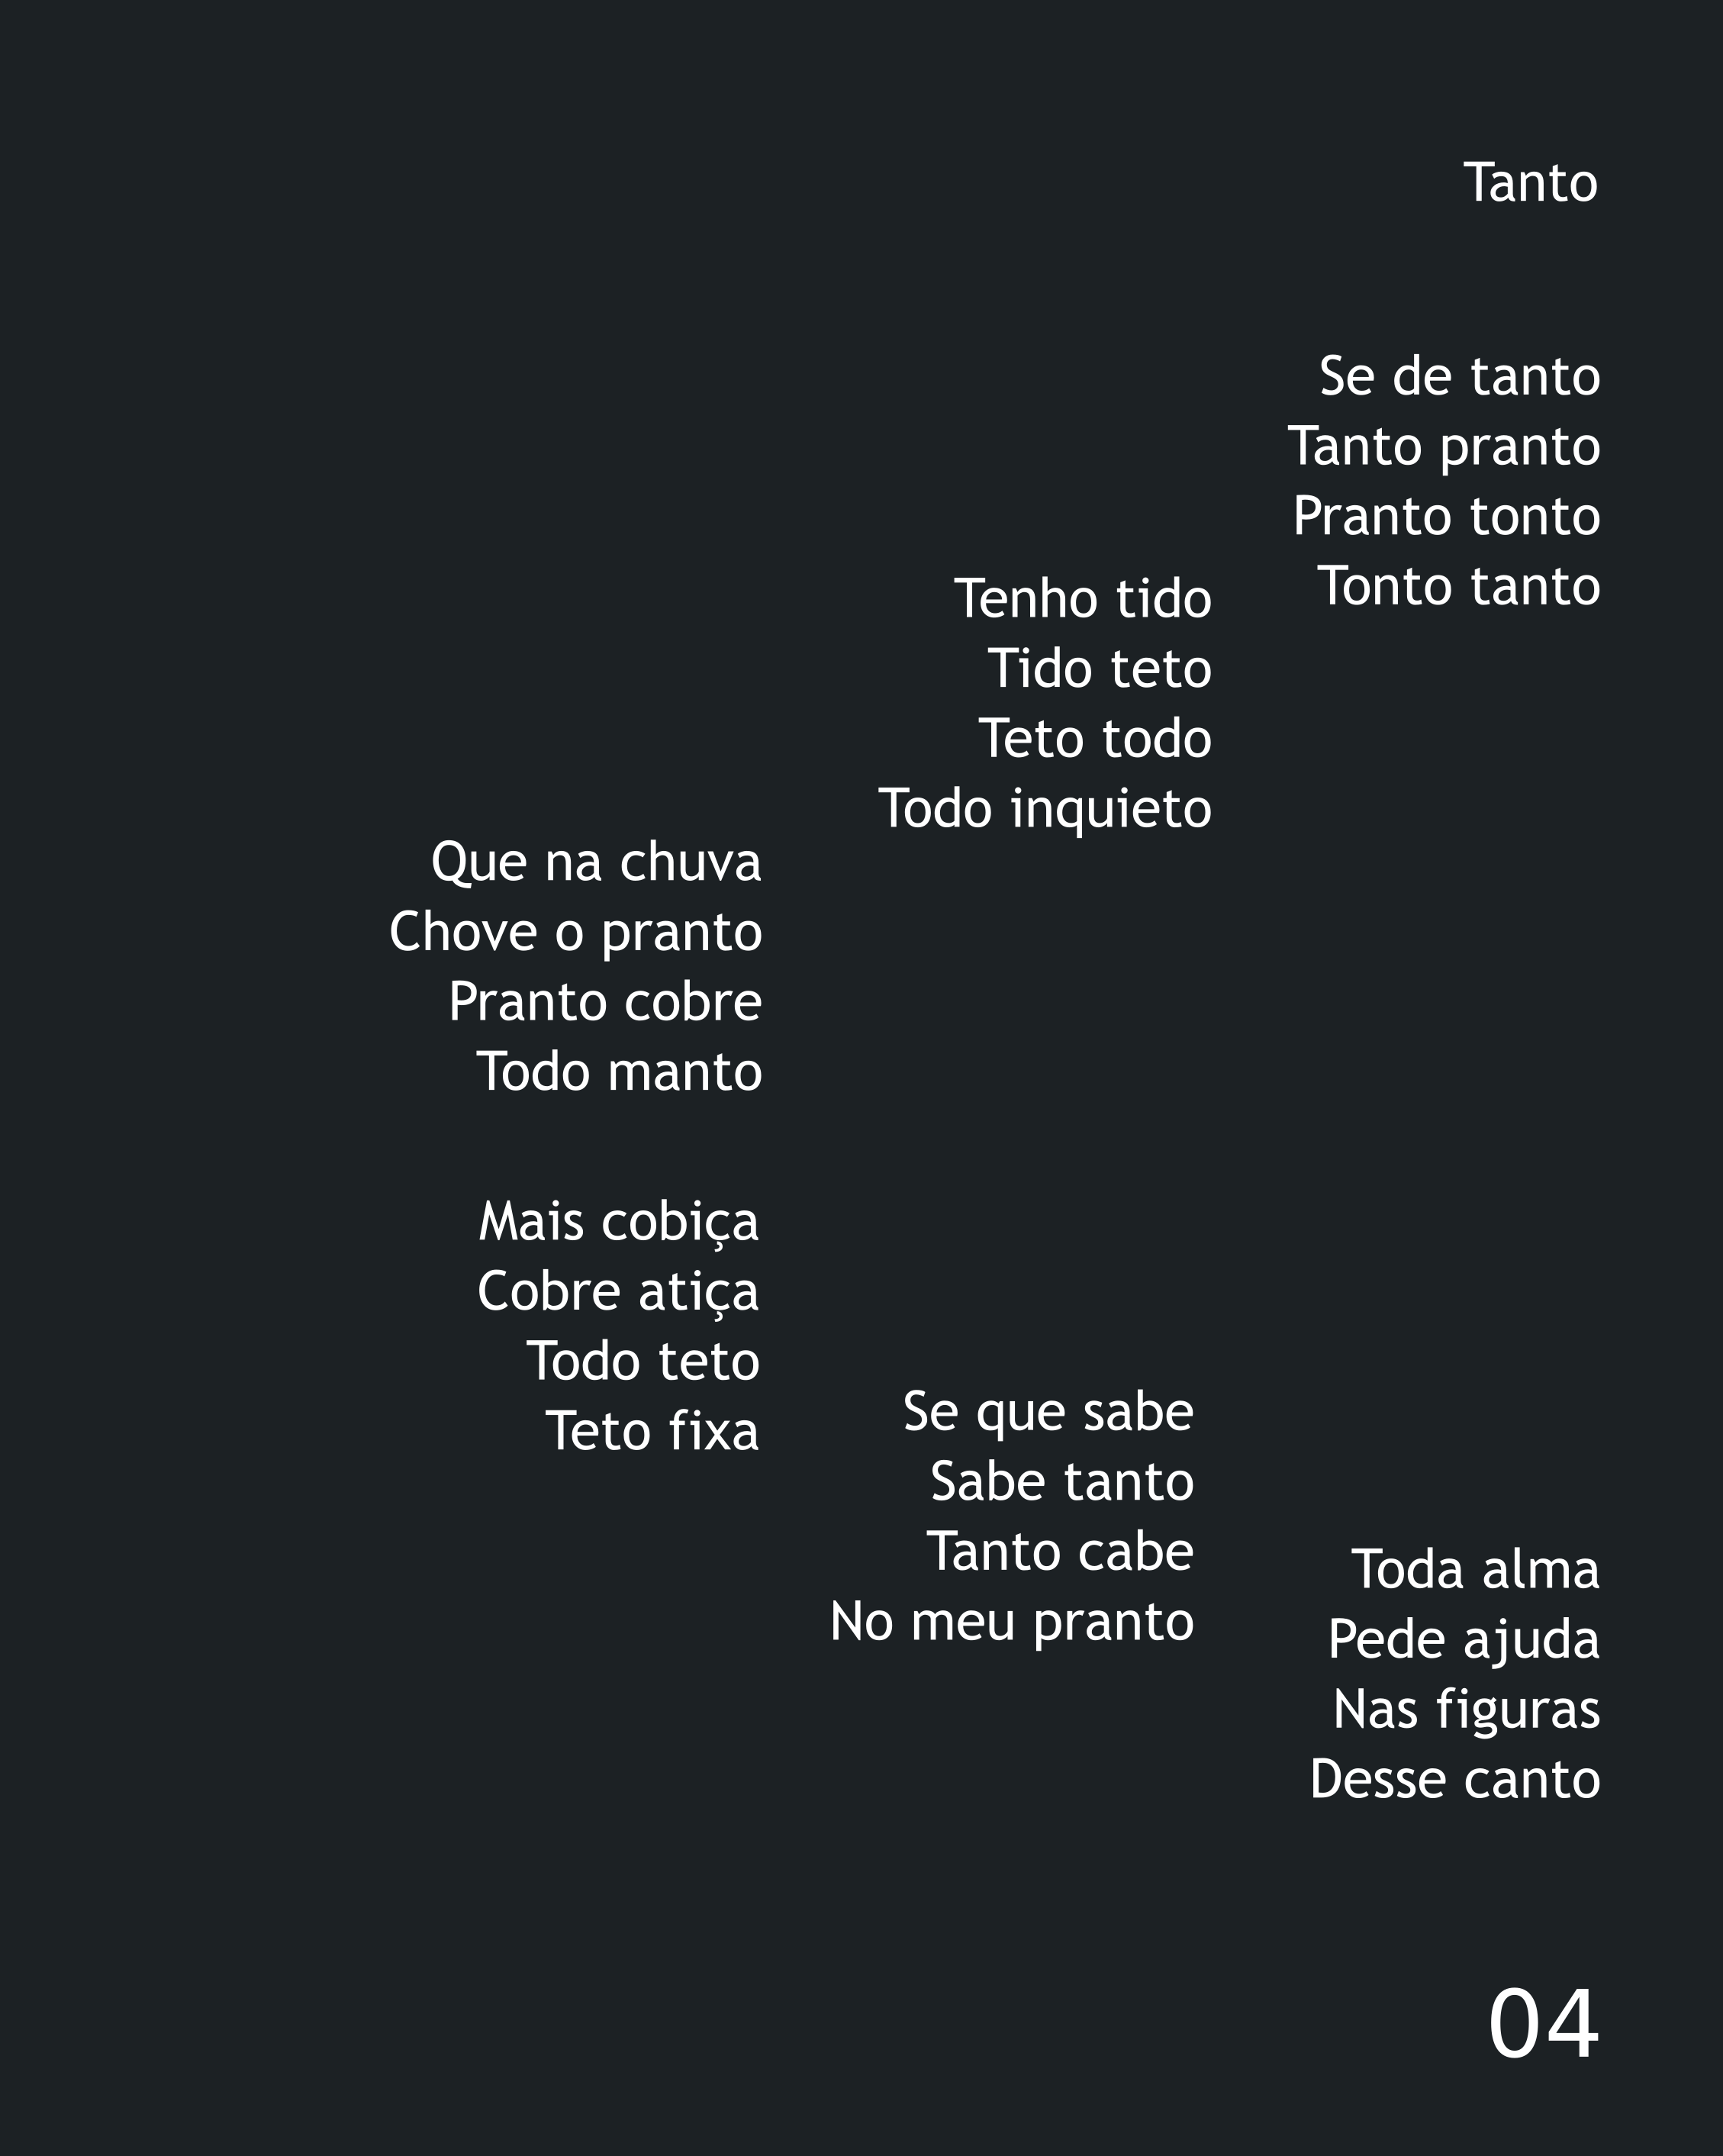 Tanto
Se de tanto
Tanto pranto
Pranto tonto
Tonto tanto
Tenho tido
Tido teto
Teto todo
Todo inquieto
Que na chuva
Chove o pranto
Pranto cobre
Todo manto
Mais cobiça
Cobre atiça
Todo teto
Teto fixa
Se que sabe
Sabe tanto
Tanto cabe
No meu pranto
Toda alma
Pede ajuda
Nas figuras
Desse canto
04